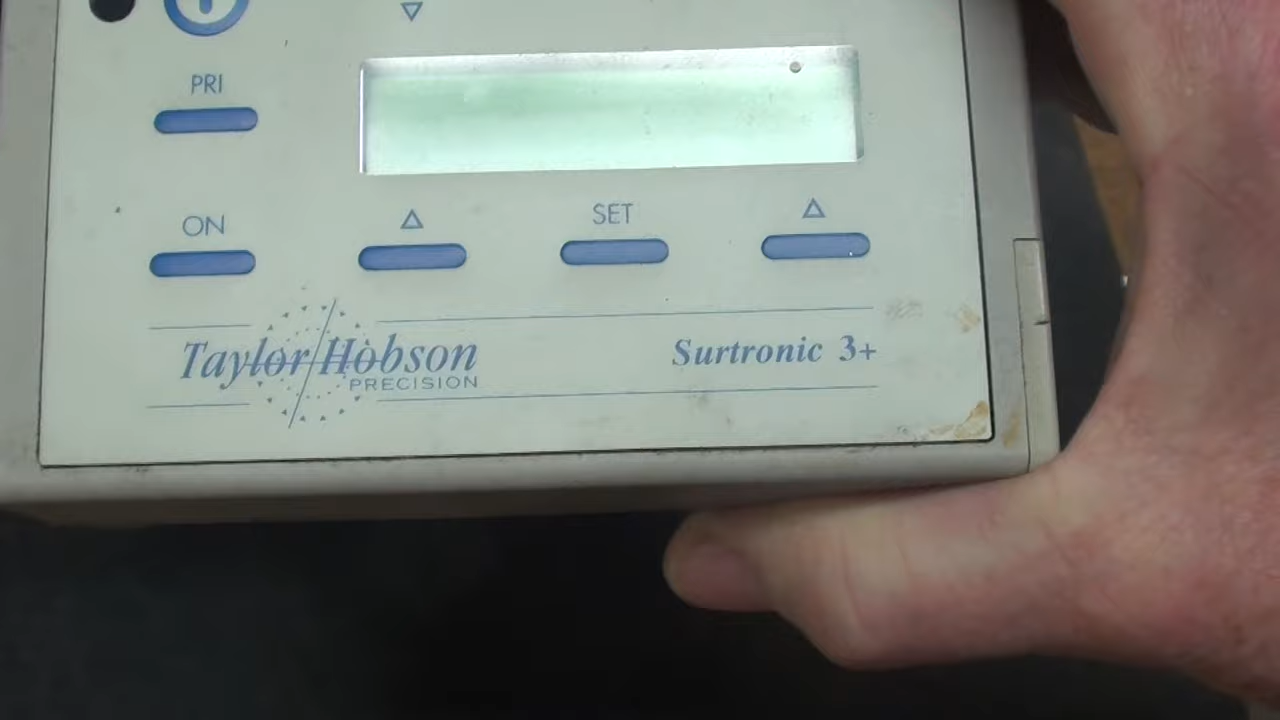 PRI
ON
SET
Taylor Hobson
PRECISION
Surtronic 3+